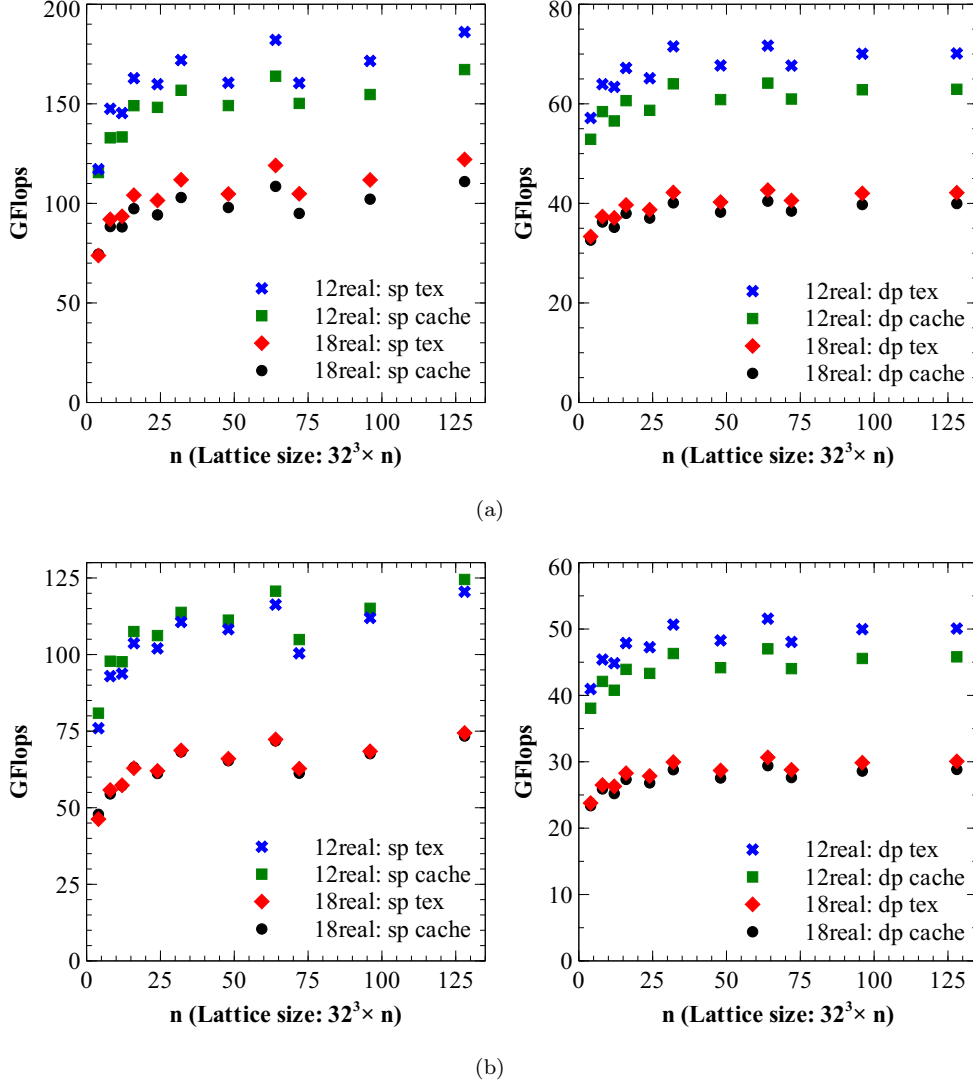 200
150
100
50
0
GFlops
12real: sp tex
12real: sp cache
18real: sp tex
18real: sp cache
0 25 50 75 100 125
n (Lattice size: 32³× n)
80
60
40
20
0
GFlops
12real: dp tex
12real: dp cache
18real: dp tex
18real: dp cache
0 25 50 75 100 125
n (Lattice size: 32³× n)
(a)
125
100
75
50
25
0
GFlops
12real: sp tex
12real: sp cache
18real: sp tex
18real: sp cache
0 25 50 75 100 125
n (Lattice size: 32³× n)
60
50
40
30
20
10
0
GFlops
12real: dp tex
12real: dp cache
18real: dp tex
18real: dp cache
0 25 50 75 100 125
n (Lattice size: 32³× n)
(b)